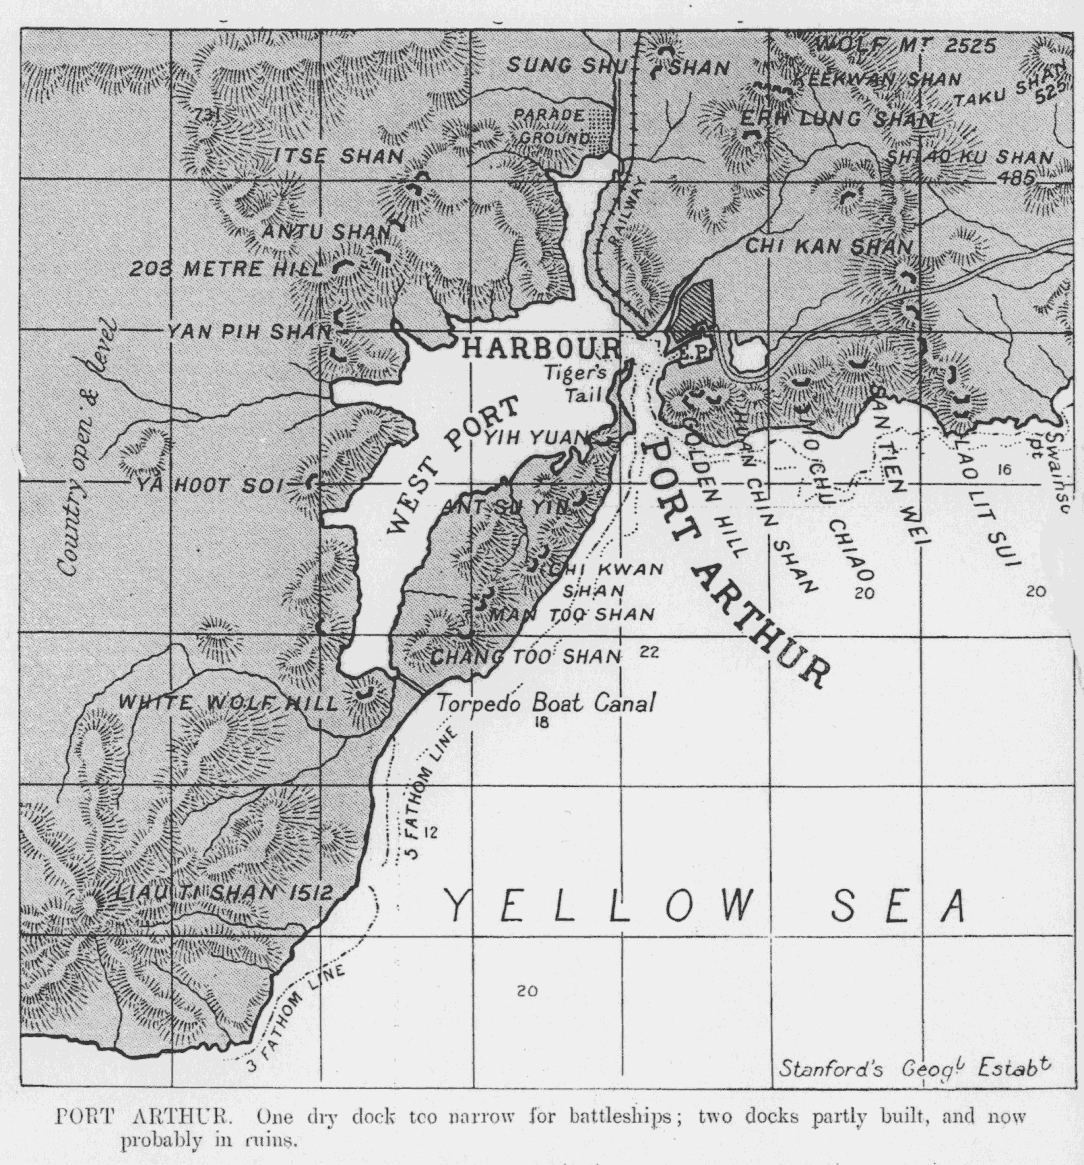 WOLF MT 2525
SUNG SHU SHAN
KEEKWAN SHAN
TAKU SHAN
525
731
PARADE
GROUND
ERH LUNG SHAN
ITSE SHAN
SHIAO KU SHAN
485
RAILWAY
ANTU SHAN
CHI KAN SHAN
203 METRE HILL
YAN PIH SHAN
HARBOUR
E.P.
Tiger's
Tail
Country open & level
WEST PORT
YIH YUAN
YA HOOT SOI
ANT SU YIN
PORT ARTHUR
GOLDEN HILL
HUAN CHIN SHAN
MO CHU CHIAO
SAN TIEN WEI
LAO LIT SUI
Pt
16
20
20
CHI KWAN
SHAN
MAN TOO SHAN
CHANG TOO SHAN
22
WHITE WOLF HILL
Torpedo Boat Canal
18
5 FATHOM LINE
12
LIAU TI SHAN 1512
YELLOW SEA
3 FATHOM LINE
20
Stanford's Geogl Estabt
PORT ARTHUR. One dry dock too narrow for battleships; two docks partly built, and now
probably in ruins.